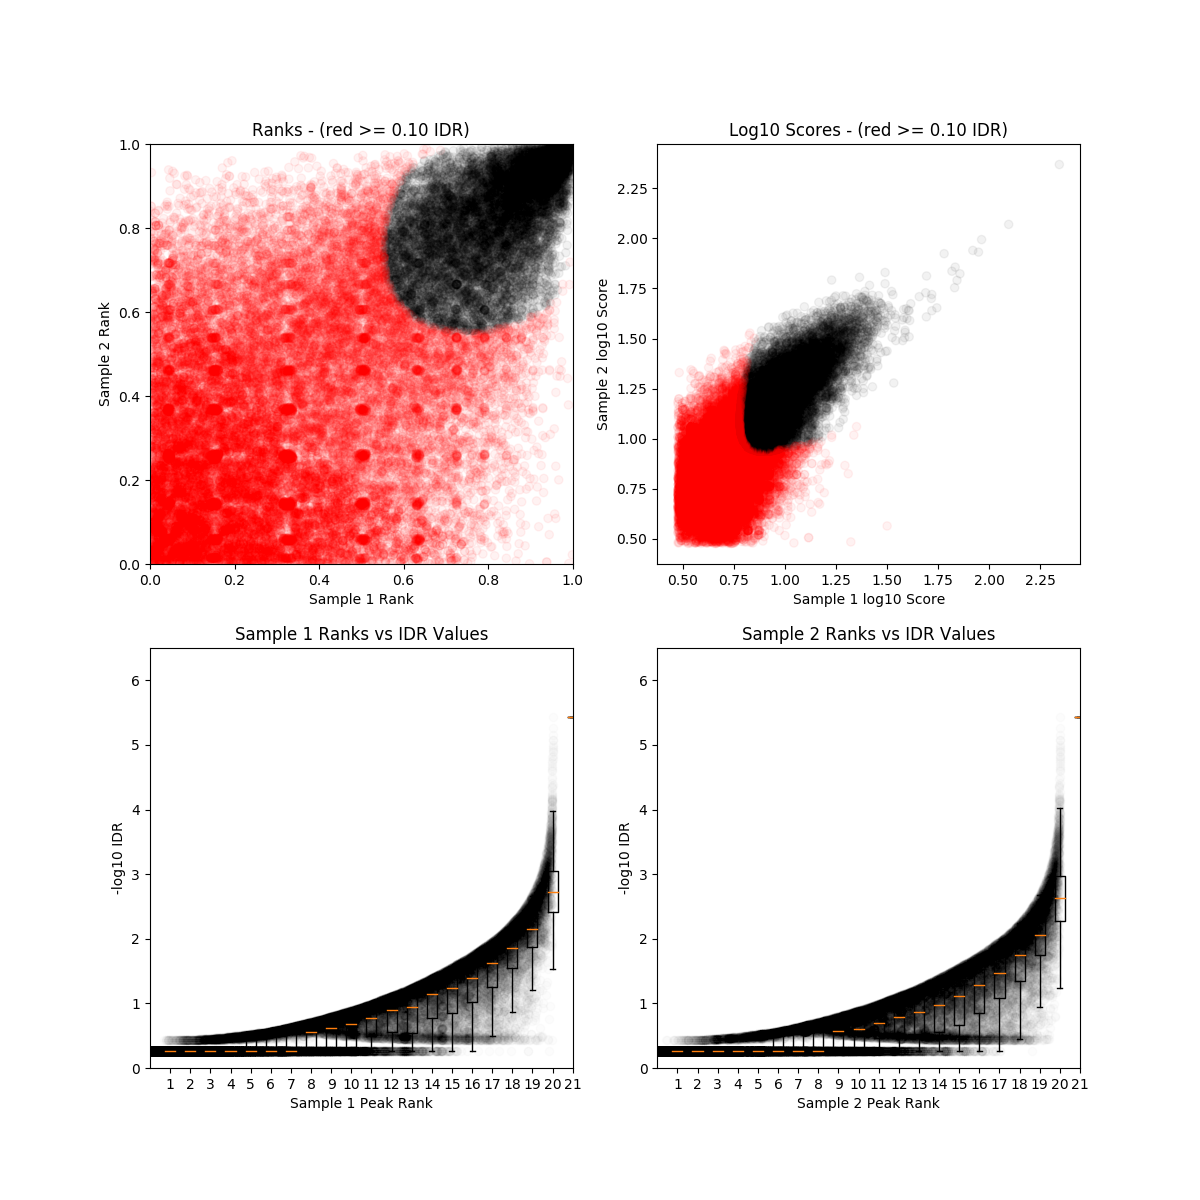 Ranks - (red >= 0.10 IDR)
1.0
0.8
0.6
0.4
0.2
0.0
Sample 2 Rank
0.0 0.2 0.4 0.6 0.8 1.0
Sample 1 Rank
Log10 Scores - (red >= 0.10 IDR)
2.25
2.00
1.75
1.50
1.25
1.00
0.75
0.50
Sample 2 log10 Score
0.50 0.75 1.00 1.25 1.50 1.75 2.00 2.25
Sample 1 log10 Score
Sample 1 Ranks vs IDR Values
6
5
4
3
2
1
0
-log10 IDR
1 2 3 4 5 6 7 8 9 10 11 12 13 14 15 16 17 18 19 20 21
Sample 1 Peak Rank
Sample 2 Ranks vs IDR Values
6
5
4
3
2
1
0
-log10 IDR
1 2 3 4 5 6 7 8 9 10 11 12 13 14 15 16 17 18 19 20 21
Sample 2 Peak Rank